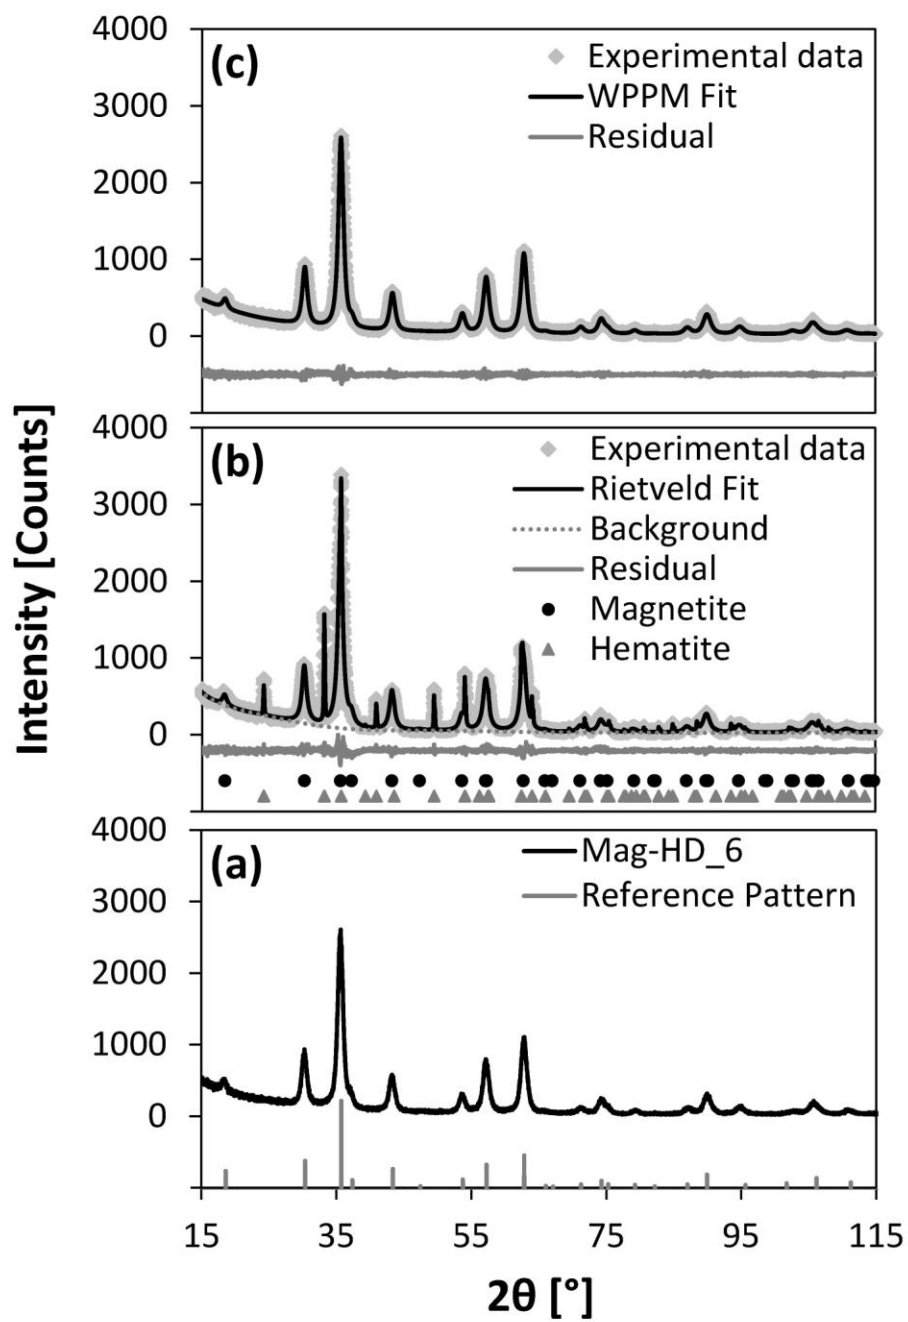 4000
(c)
Experimental data
3000
WPPM Fit
Residual
2000
1000
0
4000
(b)
Experimental data
Rietveld Fit
3000
Background
2000
Residual
Magnetite
1000
Hematite
0
4000
(a)
Mag-HD_6
3000
Reference Pattern
2000
1000
0
15 35 55 75 95 115
2θ [°]
Intensity [Counts]